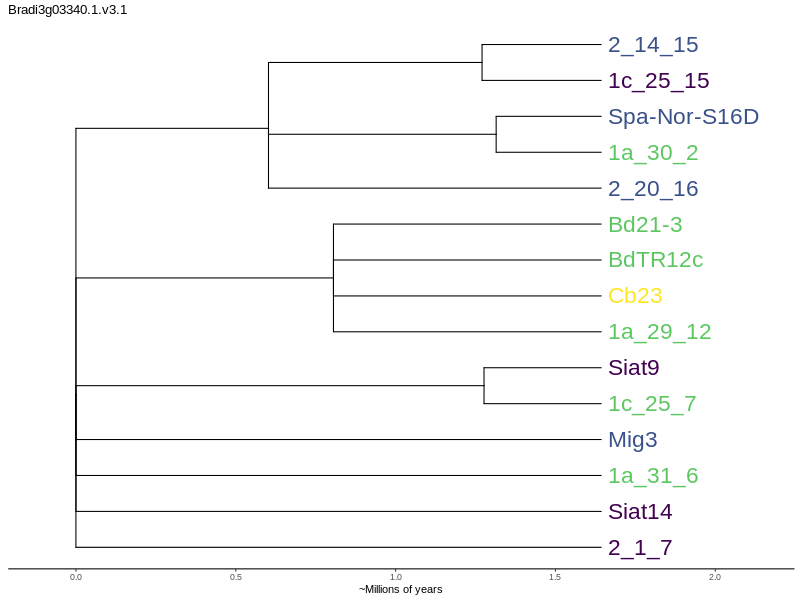 Bradi3g03340.1.v3.1
2_14_15
1c_25_15
Spa-Nor-S16D
1a_30_2
2_20_16
Bd21-3
BdTR12c
Cb23
1a_29_12
Siat9
1c_25_7
Mig3
1a_31_6
Siat14
2_1_7
0.0 0.5 1.0 1.5 2.0
~Millions of years